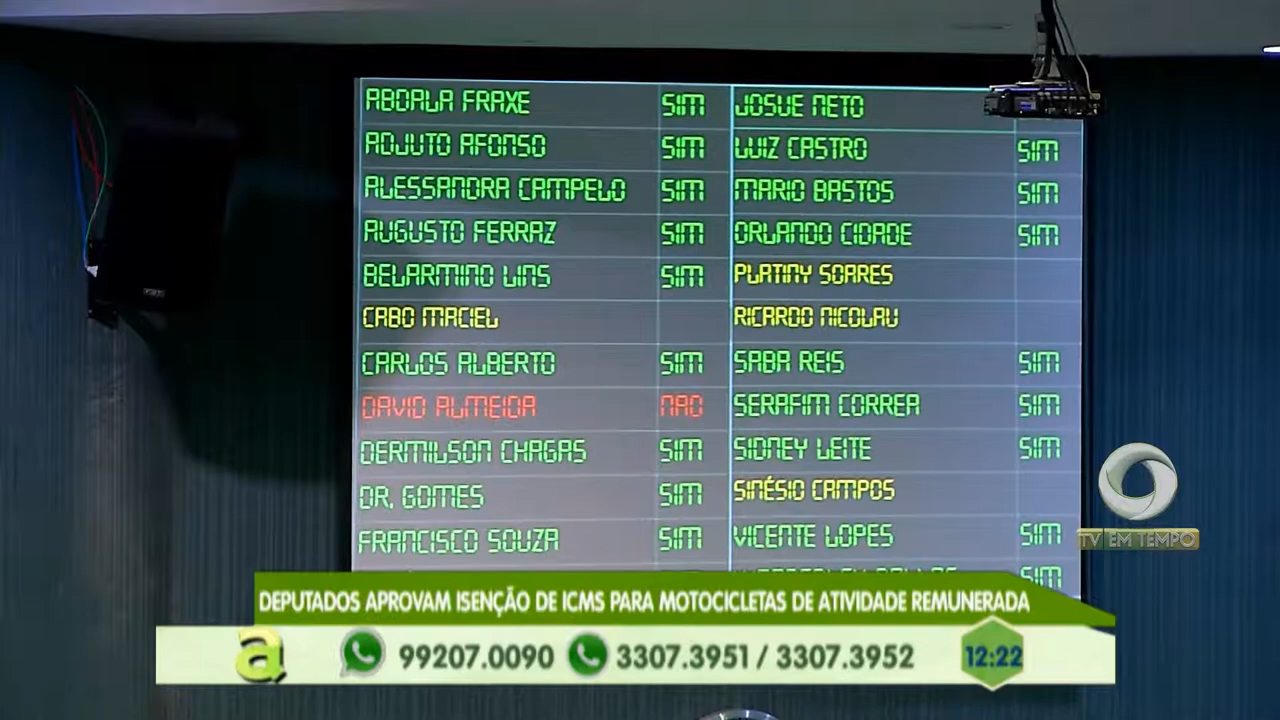 ABDALA FRAXE SIM
ADJUTO AFONSO SIM
ALESSANDRA CAMPELO SIM
AUGUSTO FERRAZ SIM
BELARMINO LINS SIM
CABO MACIEL
CARLOS ALBERTO SIM
DAVID ALMEIDA NAO
DERMILSON CHAGAS SIM
DR. GOMES SIM
FRANCISCO SOUZA SIM
JOSUE NETO
LUIZ CASTRO SIM
MARIO BASTOS SIM
ORLANDO CIDADE SIM
PLATINY SOARES
RICARDO NICOLAU
SABA REIS SIM
SERAFIM CORREA SIM
SIDNEY LEITE SIM
SINÉSIO CAMPOS
VICENTE LOPES SIM
SIM
TV EM TEMPO
DEPUTADOS APROVAM ISENÇÃO DE ICMS PARA MOTOCICLETAS DE ATIVIDADE REMUNERADA
a 99207.0090 3307.3951 / 3307.3952 12:22